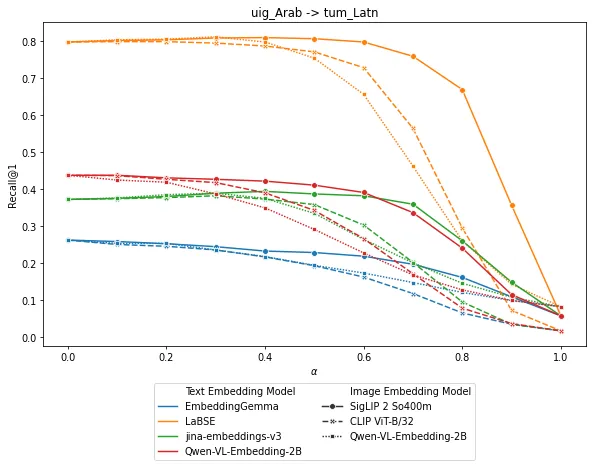 uig_Arab -> tum_Latn
Recall@1
0.8
0.7
0.6
0.5
0.4
0.3
0.2
0.1
0.0
0.0 0.2 0.4 0.6 0.8 1.0
α
Text Embedding Model Image Embedding Model
EmbeddingGemma SigLIP 2 So400m
LaBSE CLIP ViT-B/32
jina-embeddings-v3 Qwen-VL-Embedding-2B
Qwen-VL-Embedding-2B